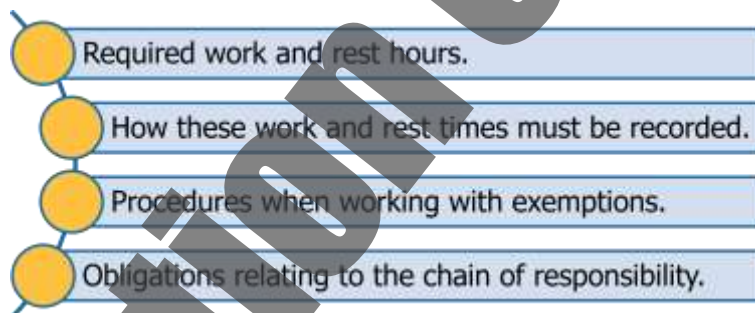 Required work and rest hours.
How these work and rest times must be recorded.
Procedures when working with exemptions.
Obligations relating to the chain of responsibility.